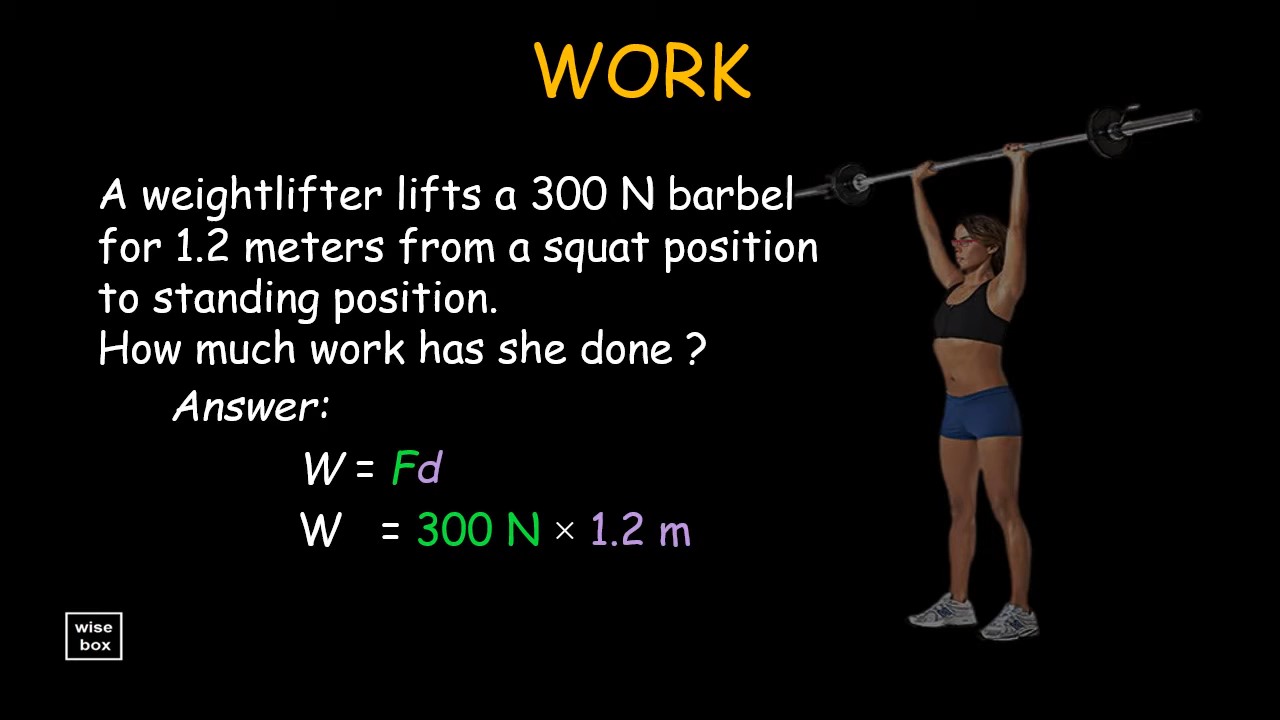 WORK
A weightlifter lifts a 300 N barbel
for 1.2 meters from a squat position
to standing position.
How much work has she done ?
Answer:
W = Fd
W = 300 N × 1.2 m
wise
box